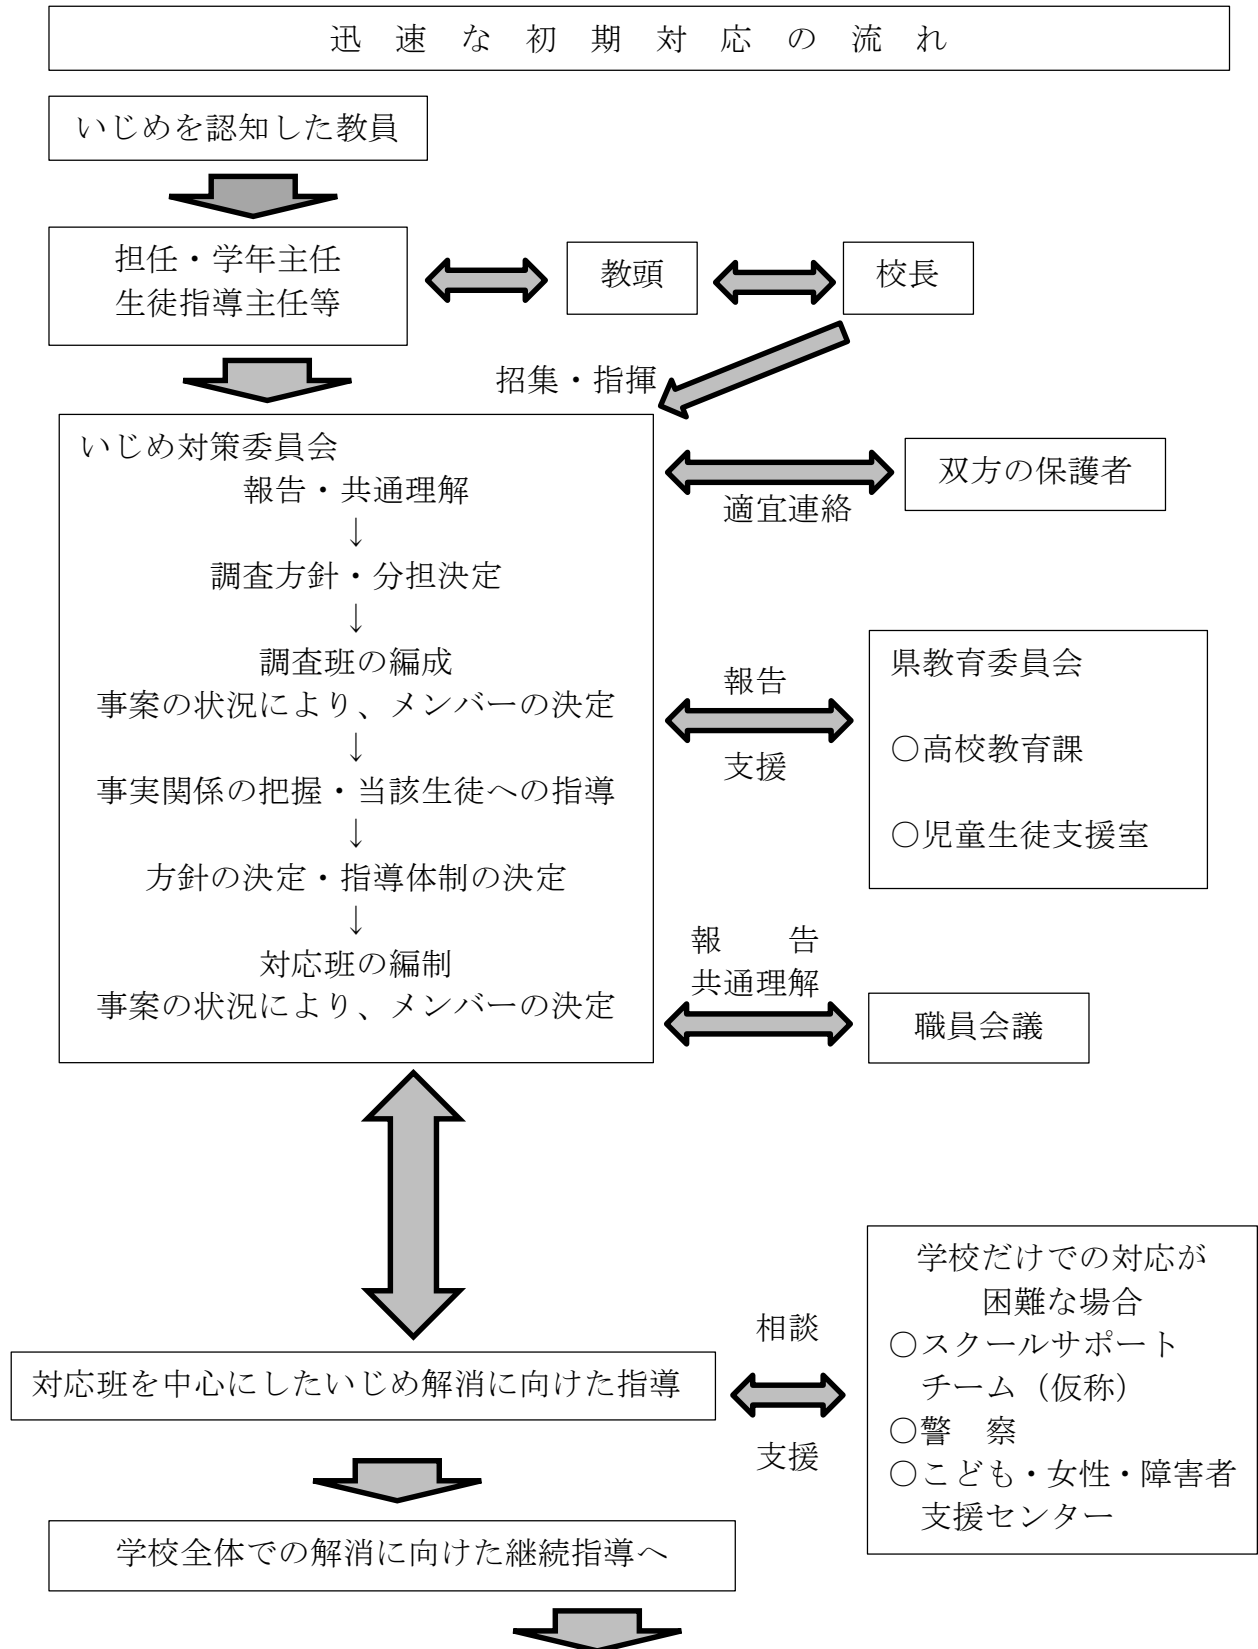 迅速な初期対応の流れ
いじめを認知した教員
担任・学年主任
生徒指導主任等
教頭
校長
招集・指揮
いじめ対策委員会
報告・共通理解
↓
調査方針・分担決定
↓
調査班の編成
事案の状況により、メンバーの決定
↓
事実関係の把握・当該生徒への指導
↓
方針の決定・指導体制の決定
↓
対応班の編制
事案の状況により、メンバーの決定
双方の保護者
適宜連絡
報告
支援
県教育委員会
○高校教育課
○児童生徒支援室
報　告
共通理解
職員会議
対応班を中心にしたいじめ解消に向けた指導
相談
支援
学校だけでの対応が
困難な場合
○スクールサポート
チーム（仮称）
○警　察
○こども・女性・障害者
支援センター
学校全体での解消に向けた継続指導へ